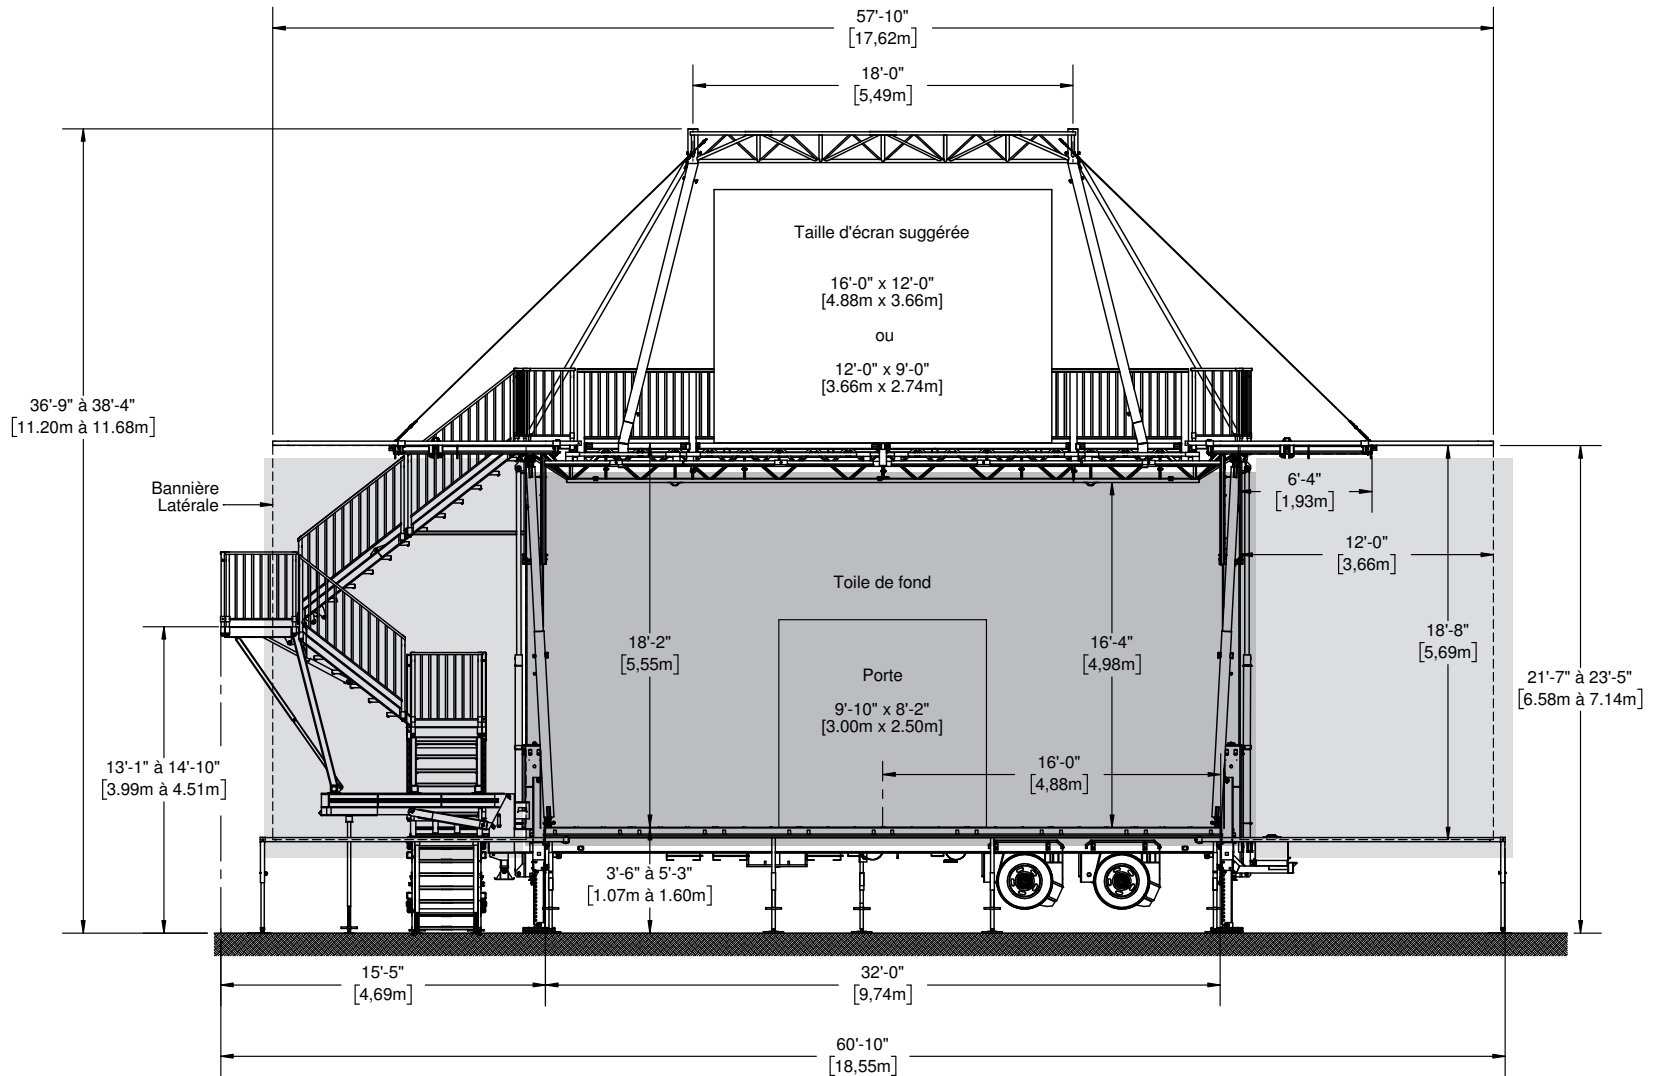 57'-10"
[17,62m]
18'-0"
[5,49m]
Taille d'écran suggérée
16'-0" x 12'-0"
[4.88m x 3.66m]
ou
12'-0" x 9'-0"
[3.66m x 2.74m]
36'-9" à 38'-4"
[11.20m à 11.68m]
Bannière
Latérale
6'-4"
[1,93m]
12'-0"
[3,66m]
Toile de fond
18'-2"
[5,55m]
16'-4"
[4,98m]
18'-8"
[5,69m]
Porte
9'-10" x 8'-2"
[3.00m x 2.50m]
21'-7" à 23'-5"
[6.58m à 7.14m]
13'-1" à 14'-10"
[3.99m à 4.51m]
16'-0"
[4,88m]
3'-6" à 5'-3"
[1.07m à 1.60m]
15'-5"
[4,69m]
32'-0"
[9,74m]
60'-10"
[18,55m]